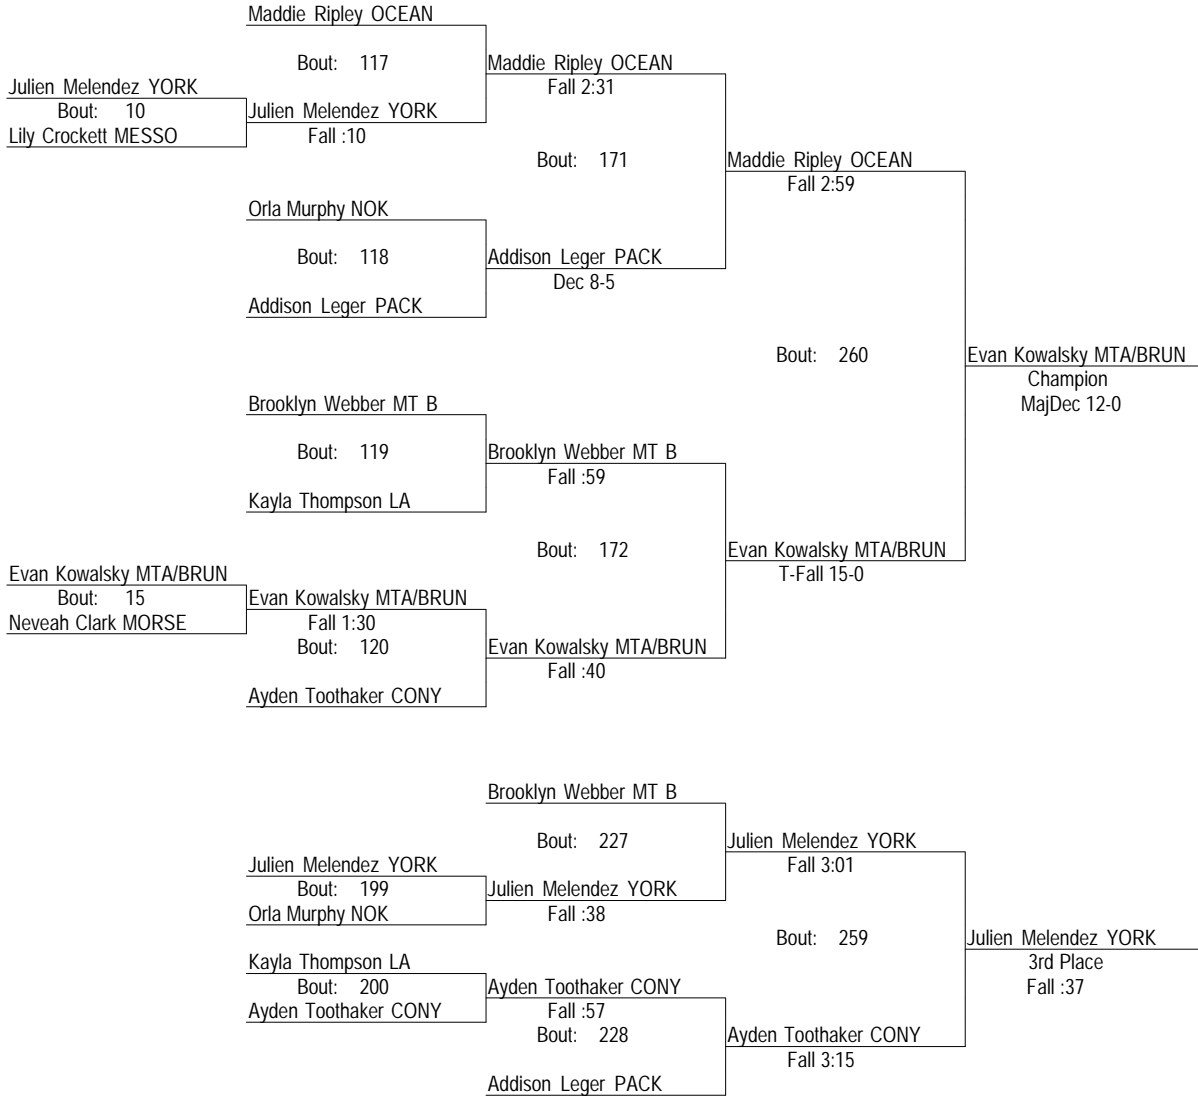 Maddie Ripley OCEAN
Bout: 117
Maddie Ripley OCEAN
Julien Melendez YORK
Fall 2:31
Bout: 10
Julien Melendez YORK
Lily Crockett MESSO
Fall :10
Bout: 171
Maddie Ripley OCEAN
Fall 2:59
Orla Murphy NOK
Bout: 118
Addison Leger PACK
Dec 8-5
Addison Leger PACK
Bout: 260
Evan Kowalsky MTA/BRUN
Champion
MajDec 12-0
Brooklyn Webber MT B
Bout: 119
Brooklyn Webber MT B
Fall :59
Kayla Thompson LA
Bout: 172
Evan Kowalsky MTA/BRUN
T-Fall 15-0
Evan Kowalsky MTA/BRUN
Bout: 15
Evan Kowalsky MTA/BRUN
Neveah Clark MORSE
Fall 1:30
Bout: 120
Evan Kowalsky MTA/BRUN
Fall :40
Ayden Toothaker CONY
Brooklyn Webber MT B
Bout: 227
Julien Melendez YORK
Fall 3:01
Julien Melendez YORK
Bout: 199
Julien Melendez YORK
Orla Murphy NOK
Fall :38
Bout: 259
Julien Melendez YORK
3rd Place
Fall :37
Kayla Thompson LA
Bout: 200
Ayden Toothaker CONY
Ayden Toothaker CONY
Fall :57
Bout: 228
Ayden Toothaker CONY
Fall 3:15
Addison Leger PACK